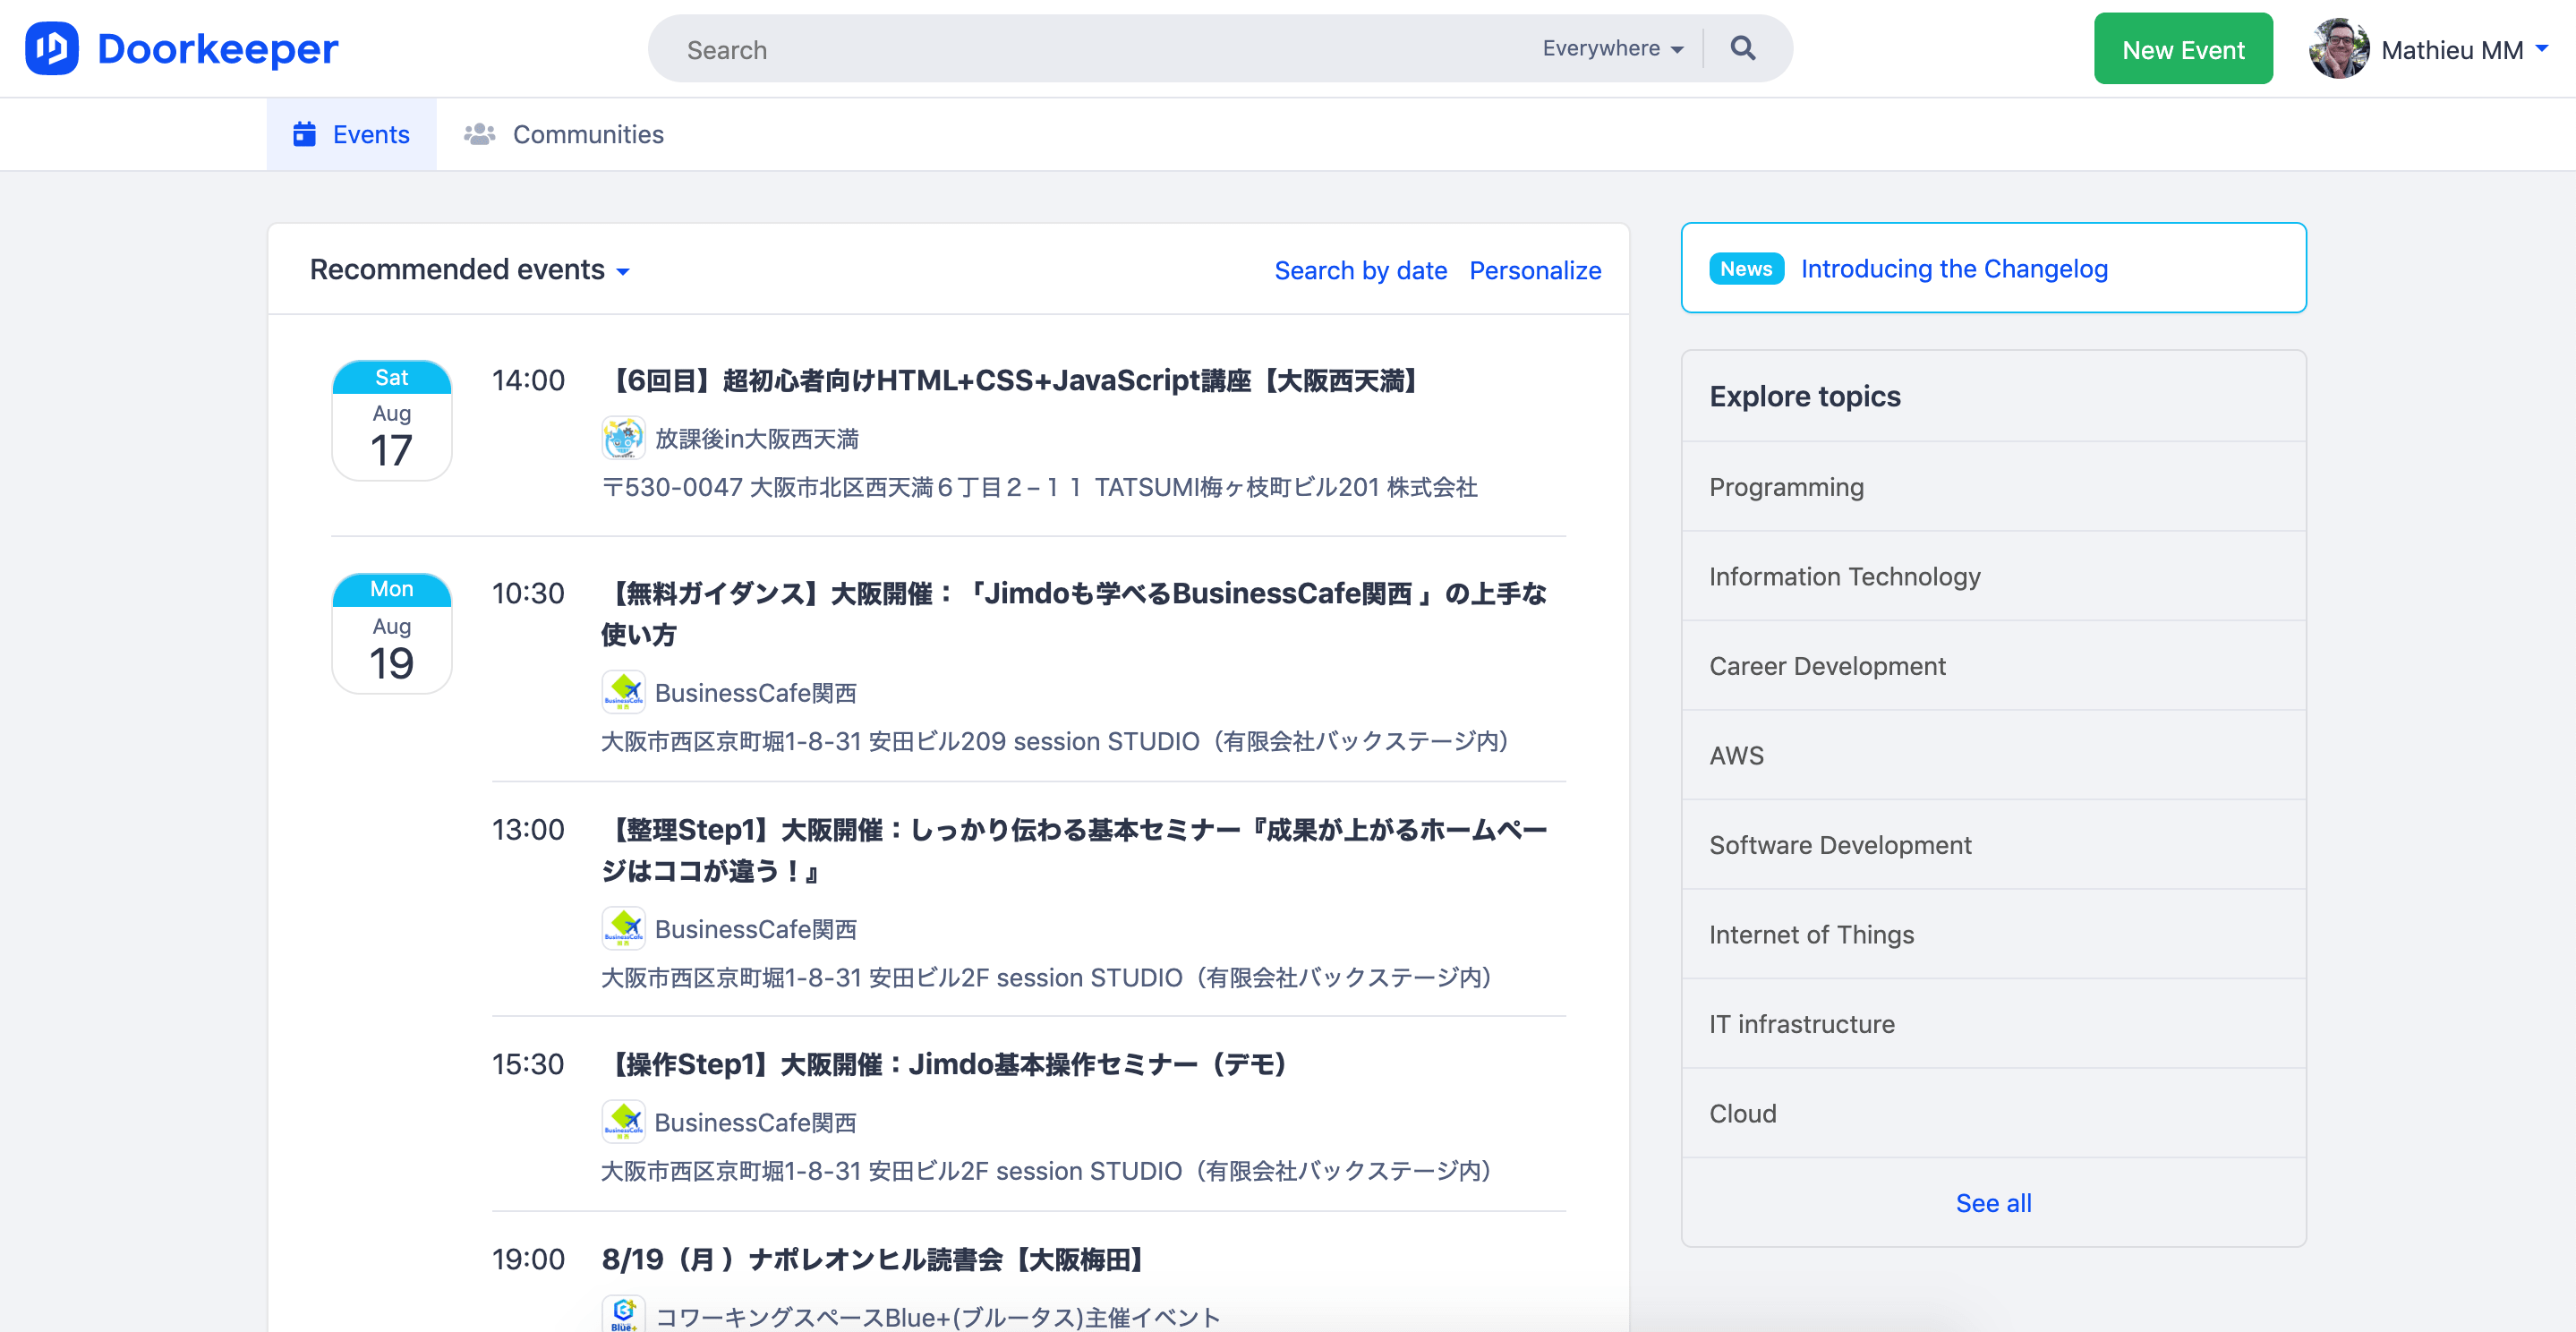 Doorkeeper
Search
Everywhere
New Event
Mathieu MM
Events
Communities
Recommended events
Search by date
Personalize
Sat
Aug
17
14:00
【6回目】超初心者向けHTML+CSS+JavaScript講座【大阪西天満】
放課後in大阪西天満
〒530-0047 大阪市北区西天満６丁目２−１１ TATSUMI梅ヶ枝町ビル201 株式会社
Mon
Aug
19
10:30
【無料ガイダンス】大阪開催：「Jimdoも学べるBusinessCafe関西 」の上手な
使い方
BusinessCafe関西
大阪市西区京町堀1-8-31 安田ビル209 session STUDIO（有限会社バックステージ内）
13:00
【整理Step1】大阪開催：しっかり伝わる基本セミナー『成果が上がるホームペー
ジはココが違う！』
BusinessCafe関西
大阪市西区京町堀1-8-31 安田ビル2F session STUDIO（有限会社バックステージ内）
15:30
【操作Step1】大阪開催：Jimdo基本操作セミナー（デモ）
BusinessCafe関西
大阪市西区京町堀1-8-31 安田ビル2F session STUDIO（有限会社バックステージ内）
19:00
8/19（月 ）ナポレオンヒル読書会【大阪梅田】
Blue+
コワーキングスペースBlue+(ブルータス)主催イベント
News
Introducing the Changelog
Explore topics
Programming
Information Technology
Career Development
AWS
Software Development
Internet of Things
IT infrastructure
Cloud
See all